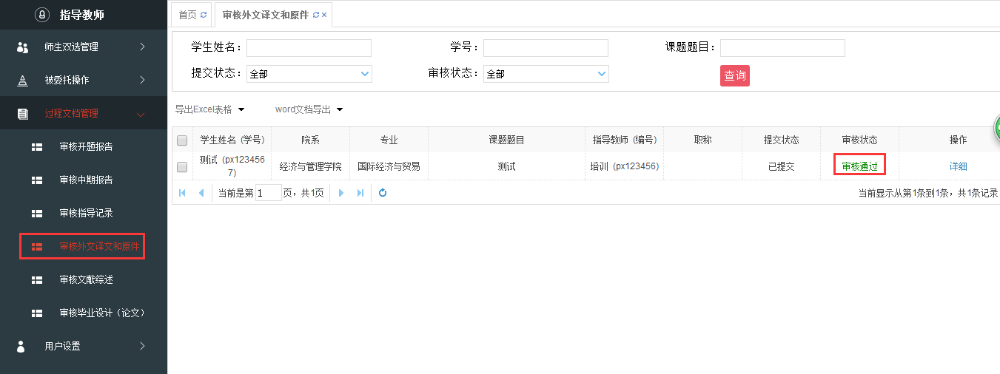 指导教师
师生双选管理
被委托操作
过程文档管理
审核开题报告
审核中期报告
审核指导记录
审核外文译文和原件
审核文献综述
审核毕业设计（论文）
用户设置
首页 审核外文译文和原件
学生姓名： 学号： 课题题目：
提交状态： 全部 审核状态： 全部 查询
导出Excel表格 word文档导出
学生姓名（学号） 院系 专业 课题题目 指导教师（编号） 职称 提交状态 审核状态 操作
测试（px123456
7） 经济与管理学院 国际经济与贸易 测试 培训（px123456） 已提交 审核通过 详细
当前是第 1 页，共1页 当前显示从第1条到1条，共1条记录